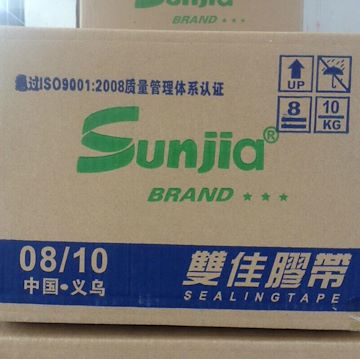 Sunjia
BRAND ★★★
通过ISO9001:2008质量管理体系认证
UP
8
10
KG
Sunjia®
BRAND ★★★
08/10
中国·义乌
雙佳膠帶
SEALINGTAPE